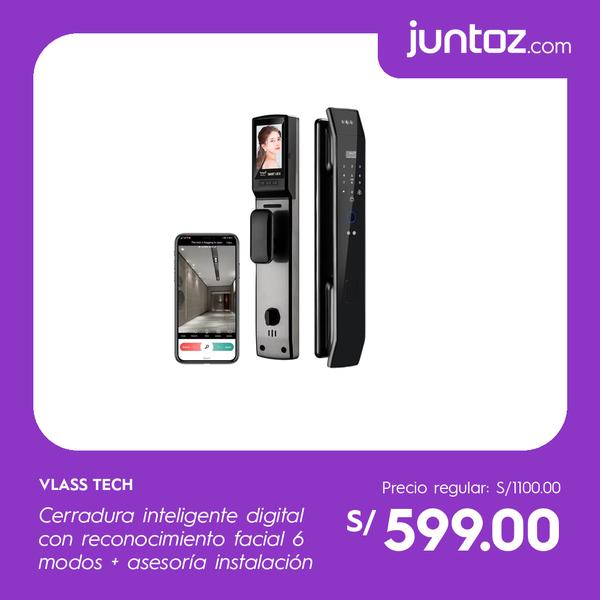 juntoz.com
VLASS TECH
Cerradura inteligente digital
con reconocimiento facial 6
modos + asesoría instalación
Precio regular: S/1100.00
S/ 599.00